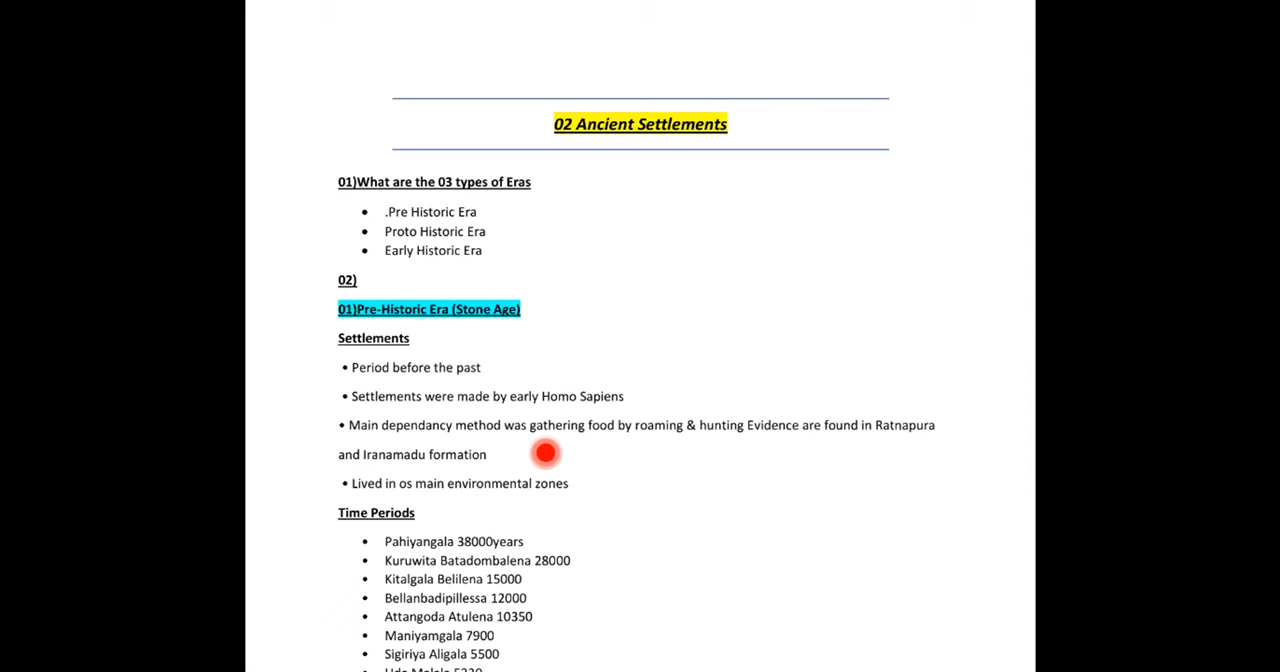 02 Ancient Settlements
01)What are the 03 types of Eras
• .Pre Historic Era
• Proto Historic Era
• Early Historic Era
02)
01)Pre-Historic Era (Stone Age)
Settlements
• Period before the past
• Settlements were made by early Homo Sapiens
• Main dependancy method was gathering food by roaming & hunting Evidence are found in Ratnapura
and Iranamadu formation
• Lived in os main environmental zones
Time Periods
• Pahiyangala 38000years
• Kuruwita Batadombalena 28000
• Kitalgala Belilena 15000
• Bellanbadipillessa 12000
• Attangoda Atulena 10350
• Maniyamgala 7900
• Sigiriya Aligala 5500